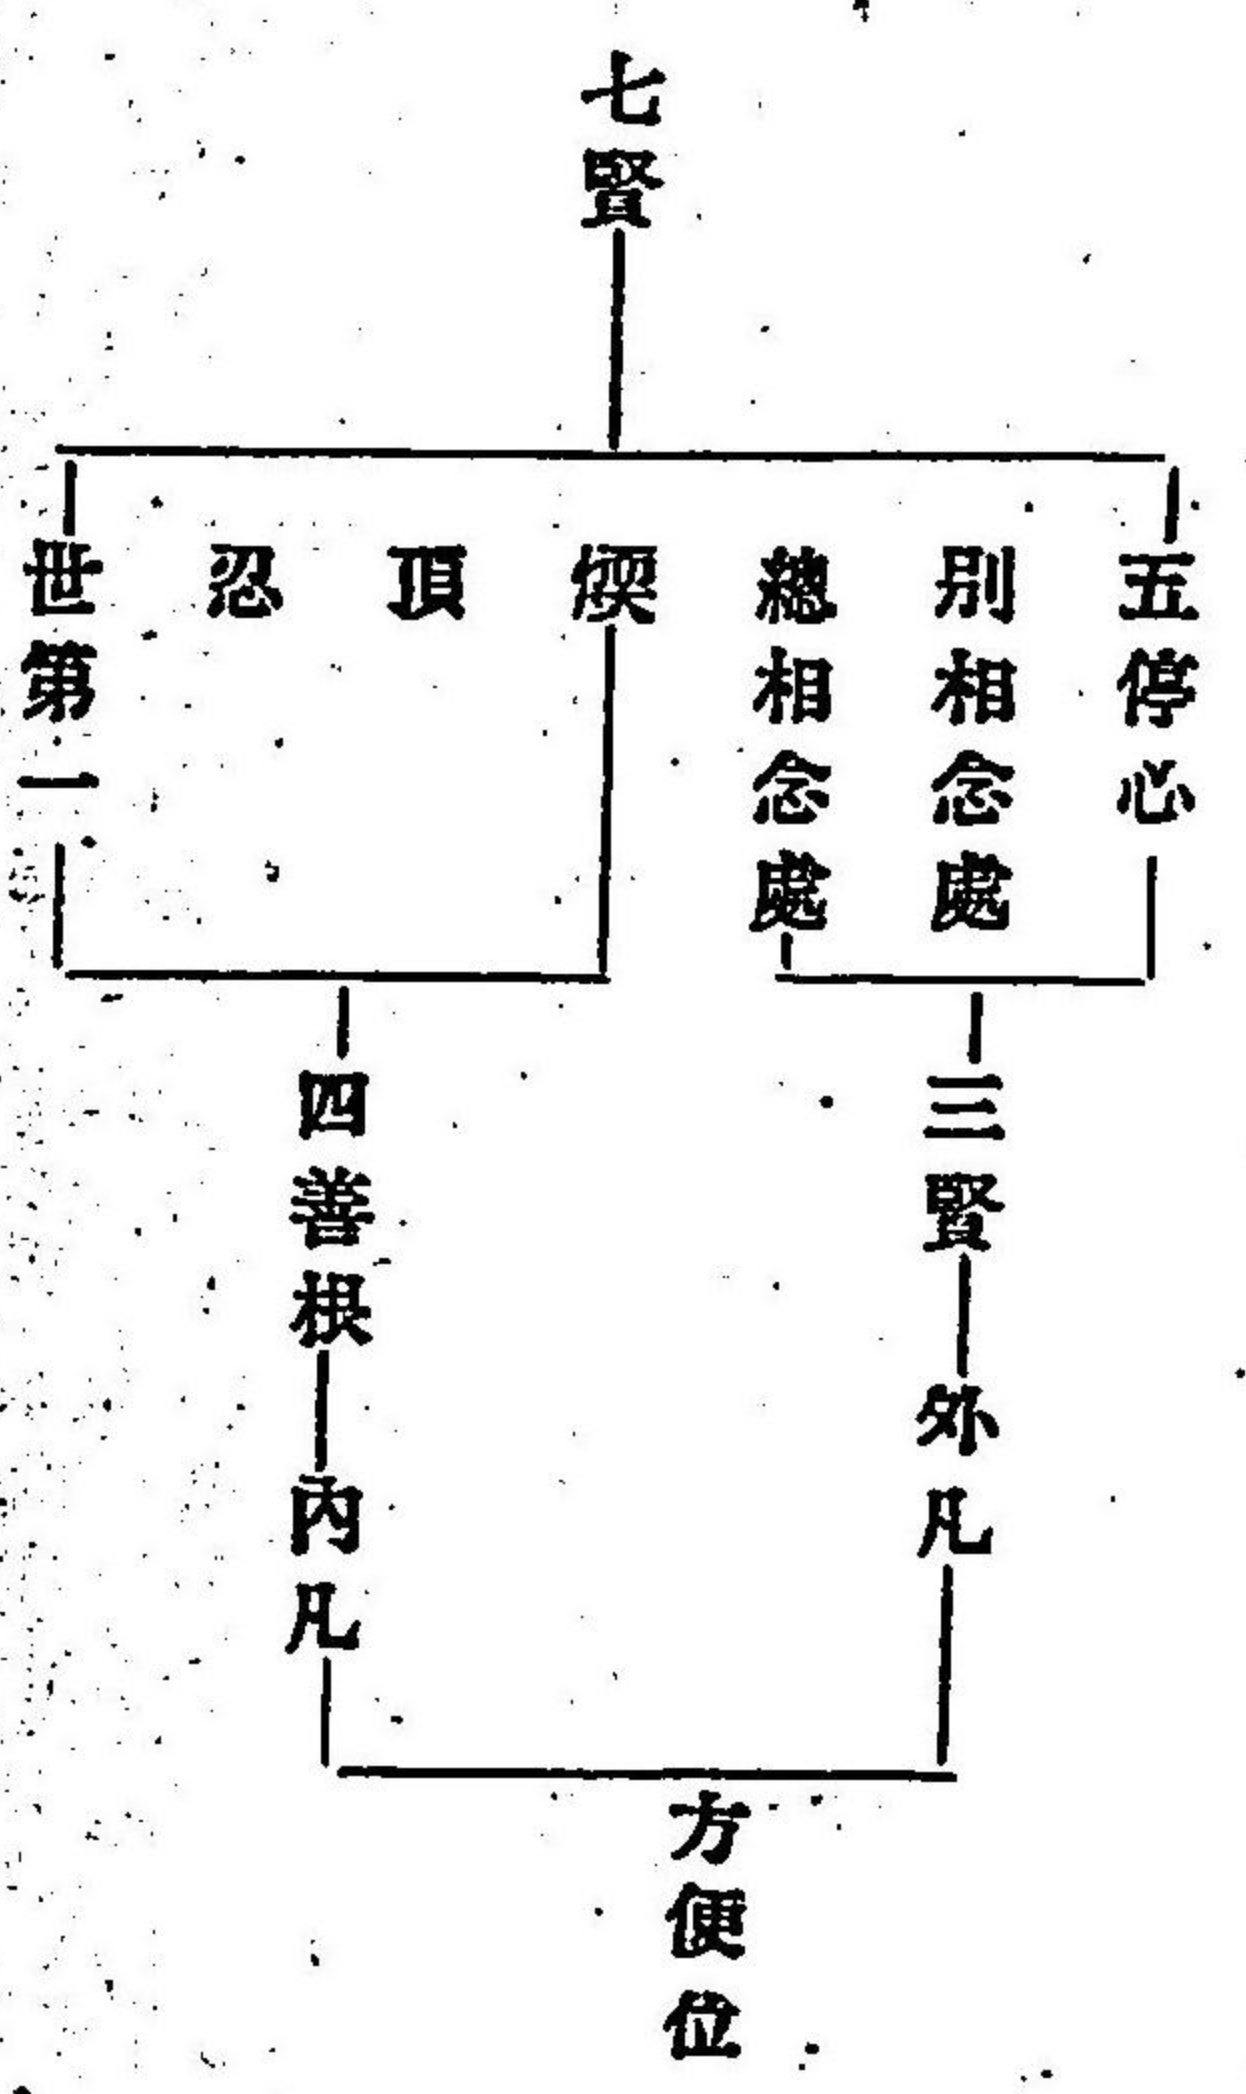 七賢
五停心
別相念處
總相念處
煗
頂
忍
世第一
三賢
外凡
四善根
內凡
方便位